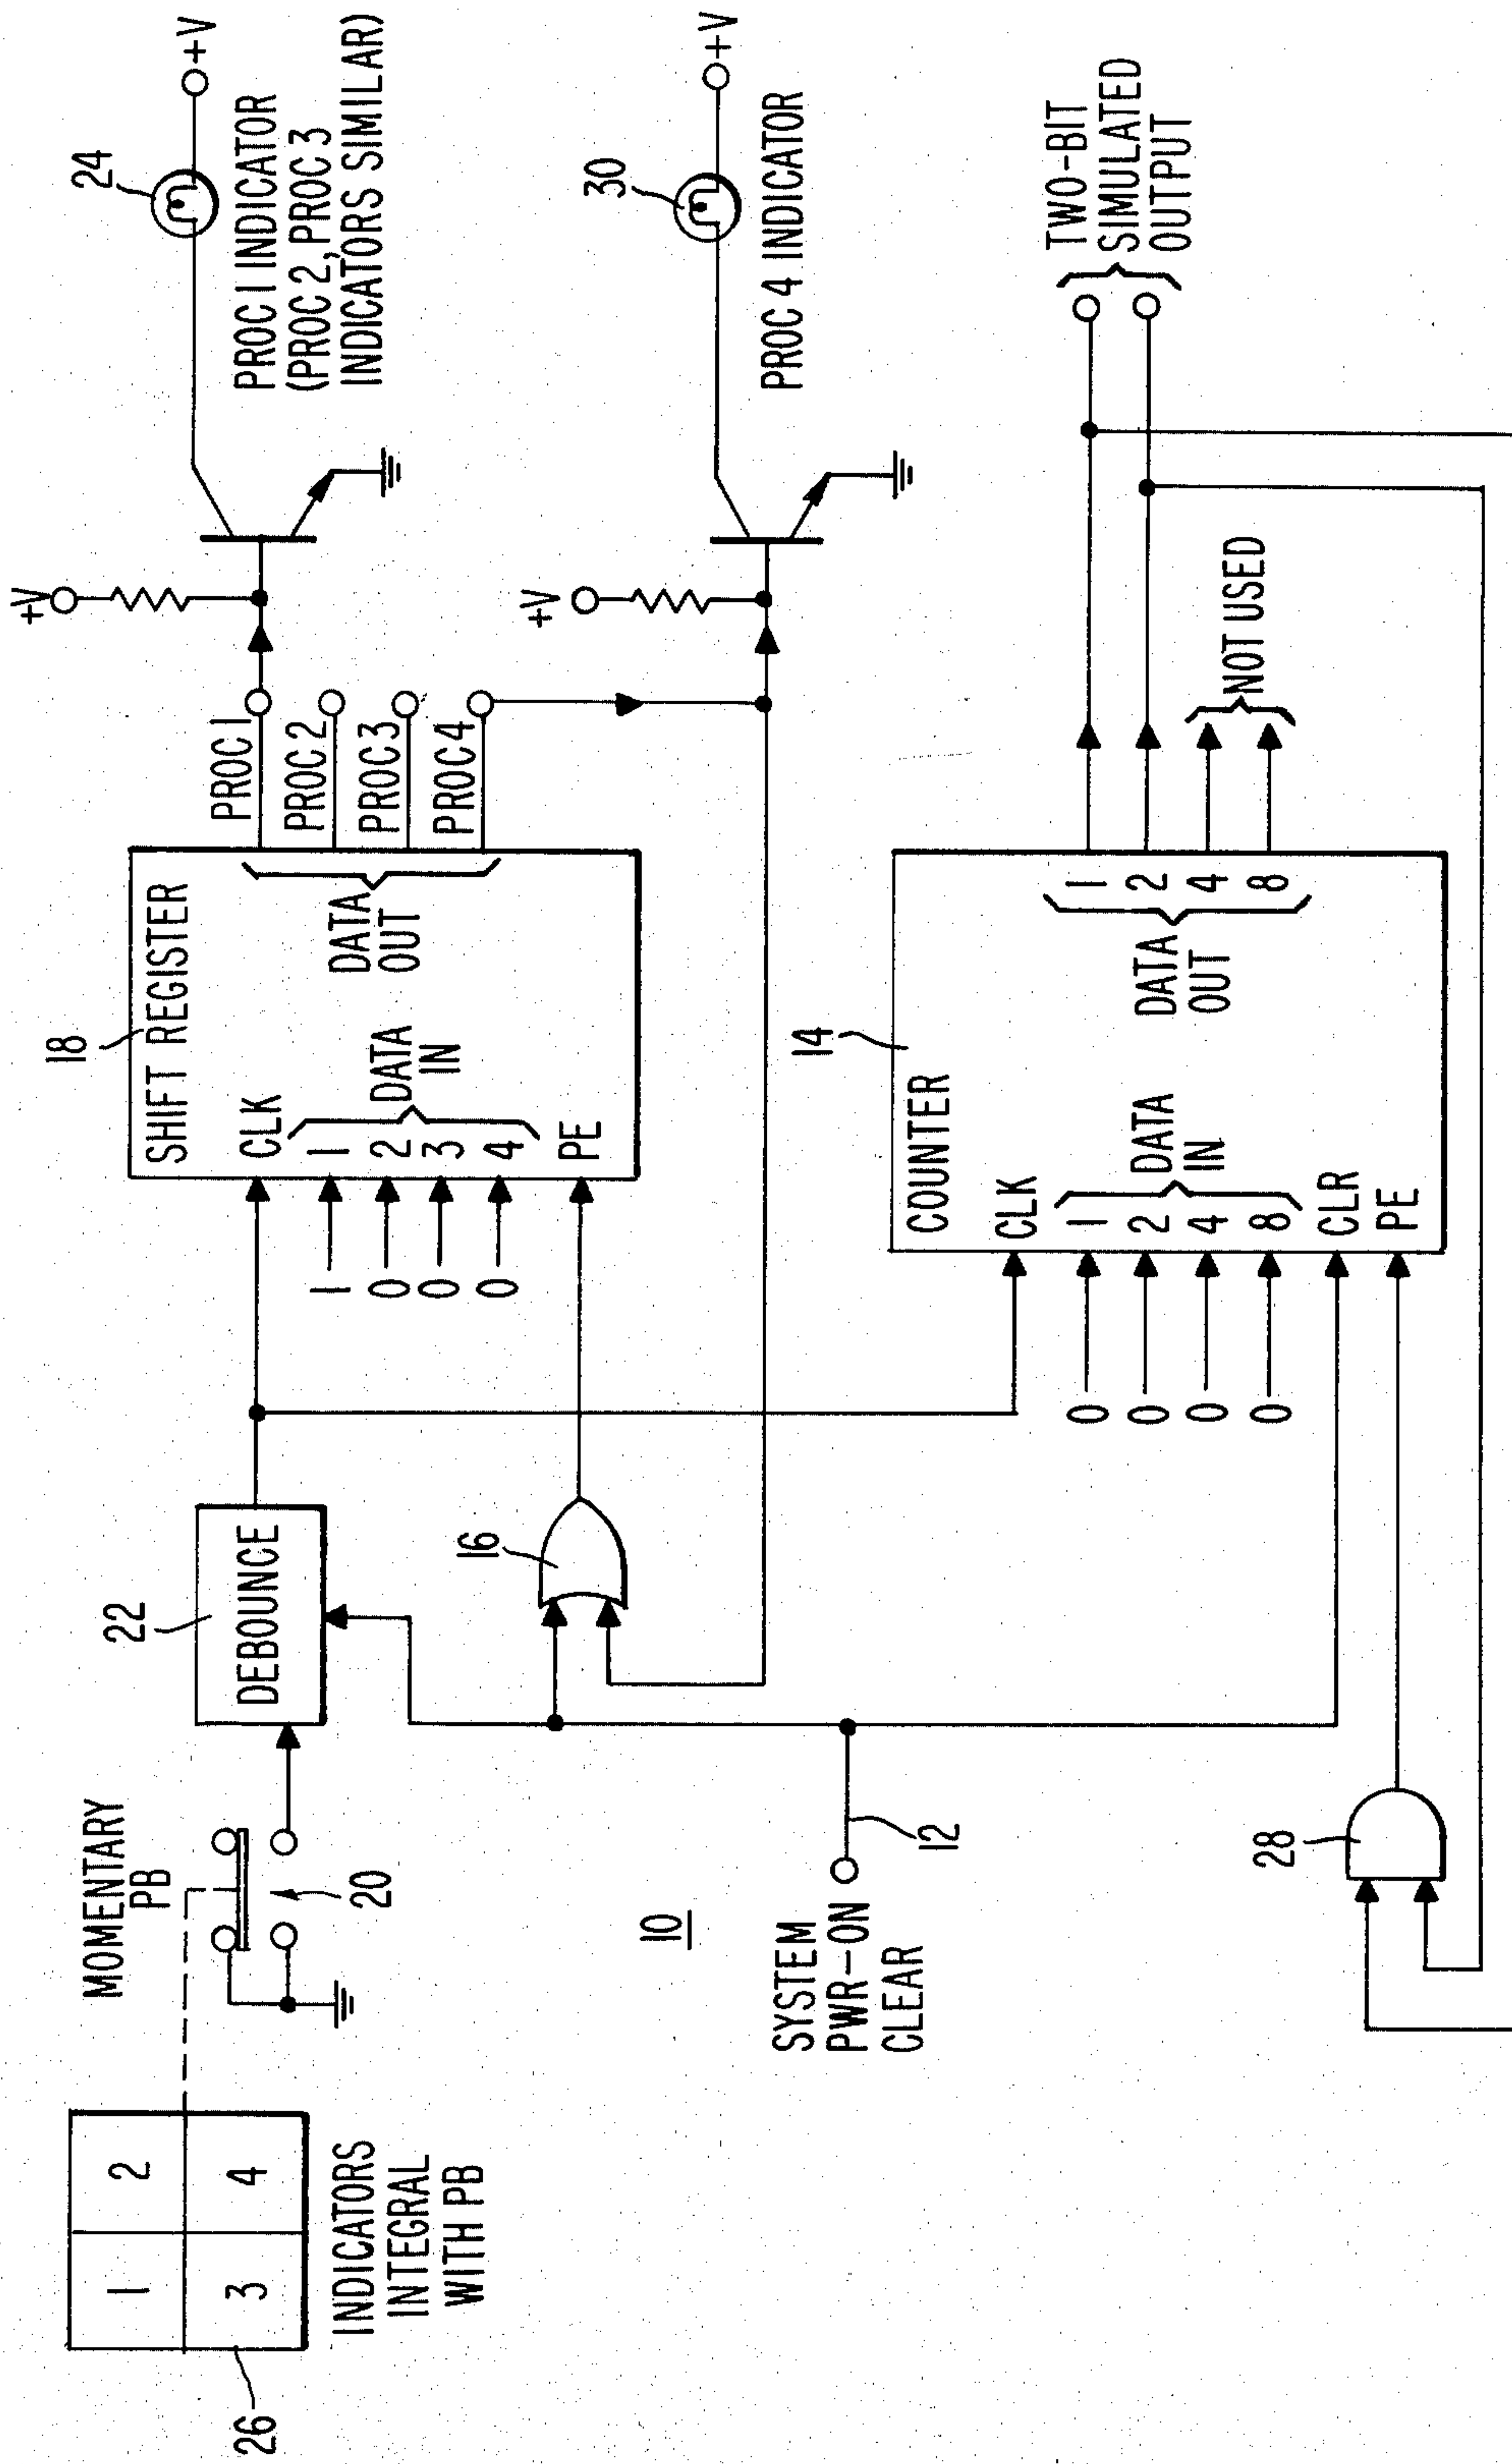 1
2
3
4
26
INDICATORS
INTEGRAL
WITH PB
MOMENTARY
PB
20
22
DEBOUNCE
10
SYSTEM
PWR-ON
CLEAR
12
16
28
18
SHIFT REGISTER
CLK
1
2
3
4
DATA
IN
PE
1
0
0
0
DATA
OUT
PROC 1
PROC 2
PROC 3
PROC 4
+V
24
+V
PROC 1 INDICATOR
(PROC 2, PROC 3
INDICATORS SIMILAR)
+V
30
+V
PROC 4 INDICATOR
14
COUNTER
CLK
1
2
4
8
DATA
IN
CLR
PE
0
0
0
0
DATA
OUT
1
2
4
8
NOT USED
TWO-BIT
SIMULATED
OUTPUT